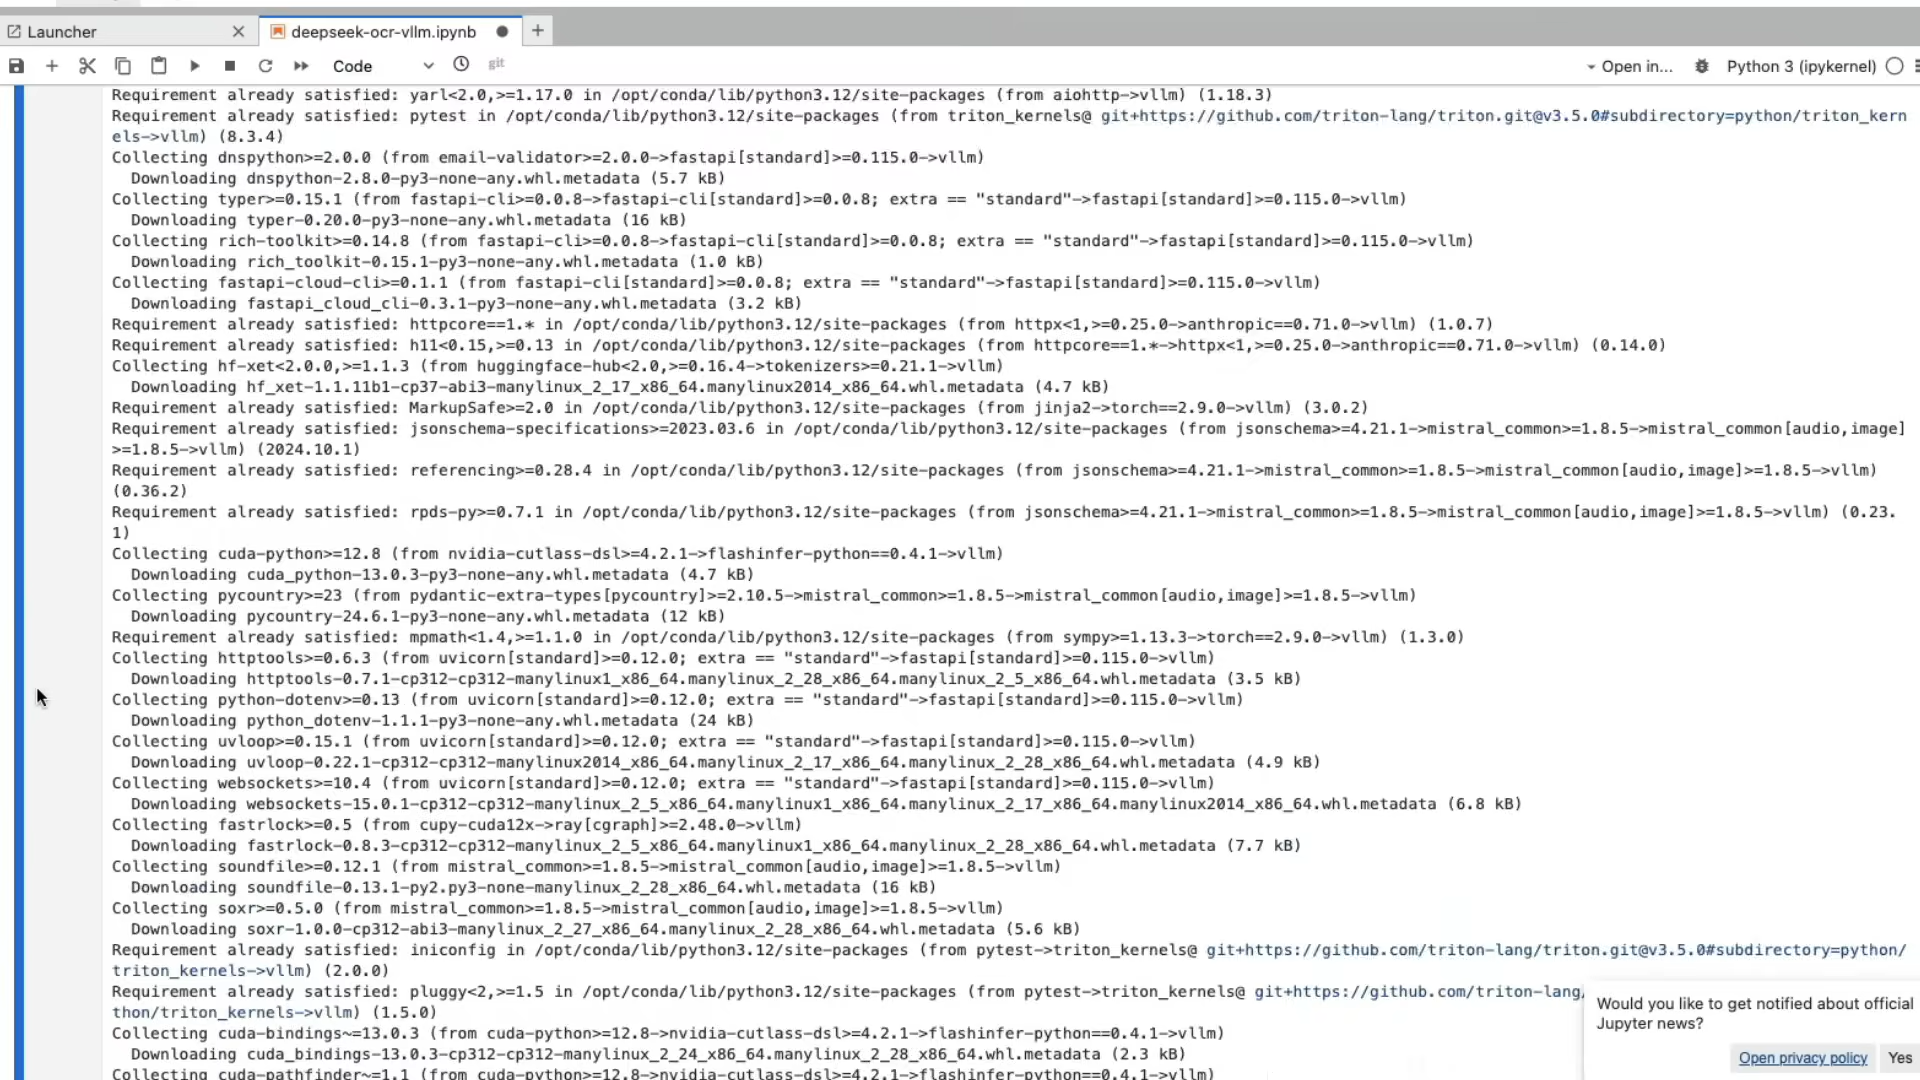 Launcher
deepseek-ocr-vllm.ipynb
Code
git
Open in...
Python 3 (ipykernel)
Requirement already satisfied: yarl<2.0,>=1.17.0 in /opt/conda/lib/python3.12/site-packages (from aiohttp->vllm) (1.18.3)
Requirement already satisfied: pytest in /opt/conda/lib/python3.12/site-packages (from triton_kernels@ git+https://github.com/triton-lang/triton.git@v3.5.0#subdirectory=python/triton_kern
els->vllm) (8.3.4)
Collecting dnspython>=2.0.0 (from email-validator>=2.0.0->fastapi[standard]>=0.115.0->vllm)
Downloading dnspython-2.8.0-py3-none-any.whl.metadata (5.7 kB)
Collecting typer>=0.15.1 (from fastapi-cli>=0.0.8->fastapi-cli[standard]>=0.0.8; extra == "standard"->fastapi[standard]>=0.115.0->vllm)
Downloading typer-0.20.0-py3-none-any.whl.metadata (16 kB)
Collecting rich-toolkit>=0.14.8 (from fastapi-cli>=0.0.8->fastapi-cli[standard]>=0.0.8; extra == "standard"->fastapi[standard]>=0.115.0->vllm)
Downloading rich_toolkit-0.15.1-py3-none-any.whl.metadata (1.0 kB)
Collecting fastapi-cloud-cli>=0.1.1 (from fastapi-cli[standard]>=0.0.8; extra == "standard"->fastapi[standard]>=0.115.0->vllm)
Downloading fastapi_cloud_cli-0.3.1-py3-none-any.whl.metadata (3.2 kB)
Requirement already satisfied: httpcore==1.* in /opt/conda/lib/python3.12/site-packages (from httpx<1,>=0.25.0->anthropic==0.71.0->vllm) (1.0.7)
Requirement already satisfied: h11<0.15,>=0.13 in /opt/conda/lib/python3.12/site-packages (from httpcore==1.*->httpx<1,>=0.25.0->anthropic==0.71.0->vllm) (0.14.0)
Collecting hf-xet<2.0.0,>=1.1.3 (from huggingface-hub<2.0,>=0.16.4->tokenizers>=0.21.1->vllm)
Downloading hf_xet-1.1.11b1-cp37-abi3-manylinux_2_17_x86_64.manylinux2014_x86_64.whl.metadata (4.7 kB)
Requirement already satisfied: MarkupSafe>=2.0 in /opt/conda/lib/python3.12/site-packages (from jinja2->torch==2.9.0->vllm) (3.0.2)
Requirement already satisfied: jsonschema-specifications>=2023.03.6 in /opt/conda/lib/python3.12/site-packages (from jsonschema>=4.21.1->mistral_common>=1.8.5->mistral_common[audio,image]
>=1.8.5->vllm) (2024.10.1)
Requirement already satisfied: referencing>=0.28.4 in /opt/conda/lib/python3.12/site-packages (from jsonschema>=4.21.1->mistral_common>=1.8.5->mistral_common[audio,image]>=1.8.5->vllm)
(0.36.2)
Requirement already satisfied: rpds-py>=0.7.1 in /opt/conda/lib/python3.12/site-packages (from jsonschema>=4.21.1->mistral_common>=1.8.5->mistral_common[audio,image]>=1.8.5->vllm) (0.23.
1)
Collecting cuda-python>=12.8 (from nvidia-cutlass-dsl>=4.2.1->flashinfer-python==0.4.1->vllm)
Downloading cuda_python-13.0.3-py3-none-any.whl.metadata (4.7 kB)
Collecting pycountry>=23 (from pydantic-extra-types[pycountry]>=2.10.5->mistral_common>=1.8.5->mistral_common[audio,image]>=1.8.5->vllm)
Downloading pycountry-24.6.1-py3-none-any.whl.metadata (12 kB)
Requirement already satisfied: mpmath<1.4,>=1.1.0 in /opt/conda/lib/python3.12/site-packages (from sympy>=1.13.3->torch==2.9.0->vllm) (1.3.0)
Collecting httptools>=0.6.3 (from uvicorn[standard]>=0.12.0; extra == "standard"->fastapi[standard]>=0.115.0->vllm)
Downloading httptools-0.7.1-cp312-cp312-manylinux1_x86_64.manylinux_2_28_x86_64.manylinux_2_5_x86_64.whl.metadata (3.5 kB)
Collecting python-dotenv>=0.13 (from uvicorn[standard]>=0.12.0; extra == "standard"->fastapi[standard]>=0.115.0->vllm)
Downloading python_dotenv-1.1.1-py3-none-any.whl.metadata (24 kB)
Collecting uvloop>=0.15.1 (from uvicorn[standard]>=0.12.0; extra == "standard"->fastapi[standard]>=0.115.0->vllm)
Downloading uvloop-0.22.1-cp312-cp312-manylinux2014_x86_64.manylinux_2_17_x86_64.manylinux_2_28_x86_64.whl.metadata (4.9 kB)
Collecting websockets>=10.4 (from uvicorn[standard]>=0.12.0; extra == "standard"->fastapi[standard]>=0.115.0->vllm)
Downloading websockets-15.0.1-cp312-cp312-manylinux_2_5_x86_64.manylinux1_x86_64.manylinux_2_17_x86_64.manylinux2014_x86_64.whl.metadata (6.8 kB)
Collecting fastrlock>=0.5 (from cupy-cuda12x->ray[cgraph]>=2.48.0->vllm)
Downloading fastrlock-0.8.3-cp312-cp312-manylinux_2_5_x86_64.manylinux1_x86_64.manylinux_2_28_x86_64.whl.metadata (7.7 kB)
Collecting soundfile>=0.12.1 (from mistral_common>=1.8.5->mistral_common[audio,image]>=1.8.5->vllm)
Downloading soundfile-0.13.1-py2.py3-none-manylinux_2_28_x86_64.whl.metadata (16 kB)
Collecting soxr>=0.5.0 (from mistral_common>=1.8.5->mistral_common[audio,image]>=1.8.5->vllm)
Downloading soxr-1.0.0-cp312-abi3-manylinux_2_27_x86_64.manylinux_2_28_x86_64.whl.metadata (5.6 kB)
Requirement already satisfied: iniconfig in /opt/conda/lib/python3.12/site-packages (from pytest->triton_kernels@ git+https://github.com/triton-lang/triton.git@v3.5.0#subdirectory=python/
triton_kernels->vllm) (2.0.0)
Requirement already satisfied: pluggy<2,>=1.5 in /opt/conda/lib/python3.12/site-packages (from pytest->triton_kernels@ git+https://github.com/triton-lang/
thon/triton_kernels->vllm) (1.5.0)
Collecting cuda-bindings~=13.0.3 (from cuda-python>=12.8->nvidia-cutlass-dsl>=4.2.1->flashinfer-python==0.4.1->vllm)
Downloading cuda_bindings-13.0.3-cp312-cp312-manylinux_2_24_x86_64.manylinux_2_28_x86_64.whl.metadata (2.3 kB)
Collecting cuda-pathfinder~=1.1 (from cuda-python>=12.8->nvidia-cutlass-dsl>=4.2.1->flashinfer-python==0.4.1->vllm)
Would you like to get notified about official
Jupyter news?
Open privacy policy
Yes